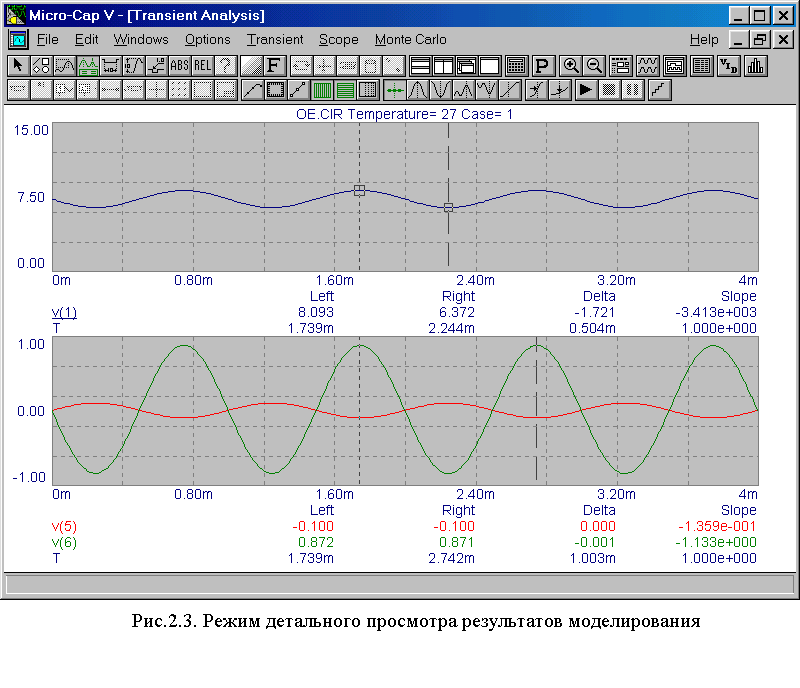 Micro-Cap V - [Transient Analysis]
File Edit Windows Options Transient Scope Monte Carlo Help
ABS REL ? F P V I D
OE.CIR Temperature= 27 Case= 1
15.00
7.50
0.00
0m 0.80m 1.60m 2.40m 3.20m 4m
Left Right Delta Slope
v(1) 8.093 6.372 -1.721 -3.413e+003
T 1.739m 2.244m 0.504m 1.000e+000
1.00
0.00
-1.00
0m 0.80m 1.60m 2.40m 3.20m 4m
Left Right Delta Slope
v(5) -0.100 -0.100 0.000 -1.359e-001
v(6) 0.872 0.871 -0.001 -1.133e+000
T 1.739m 2.742m 1.003m 1.000e+000
Рис.2.3. Режим детального просмотра результатов моделирования